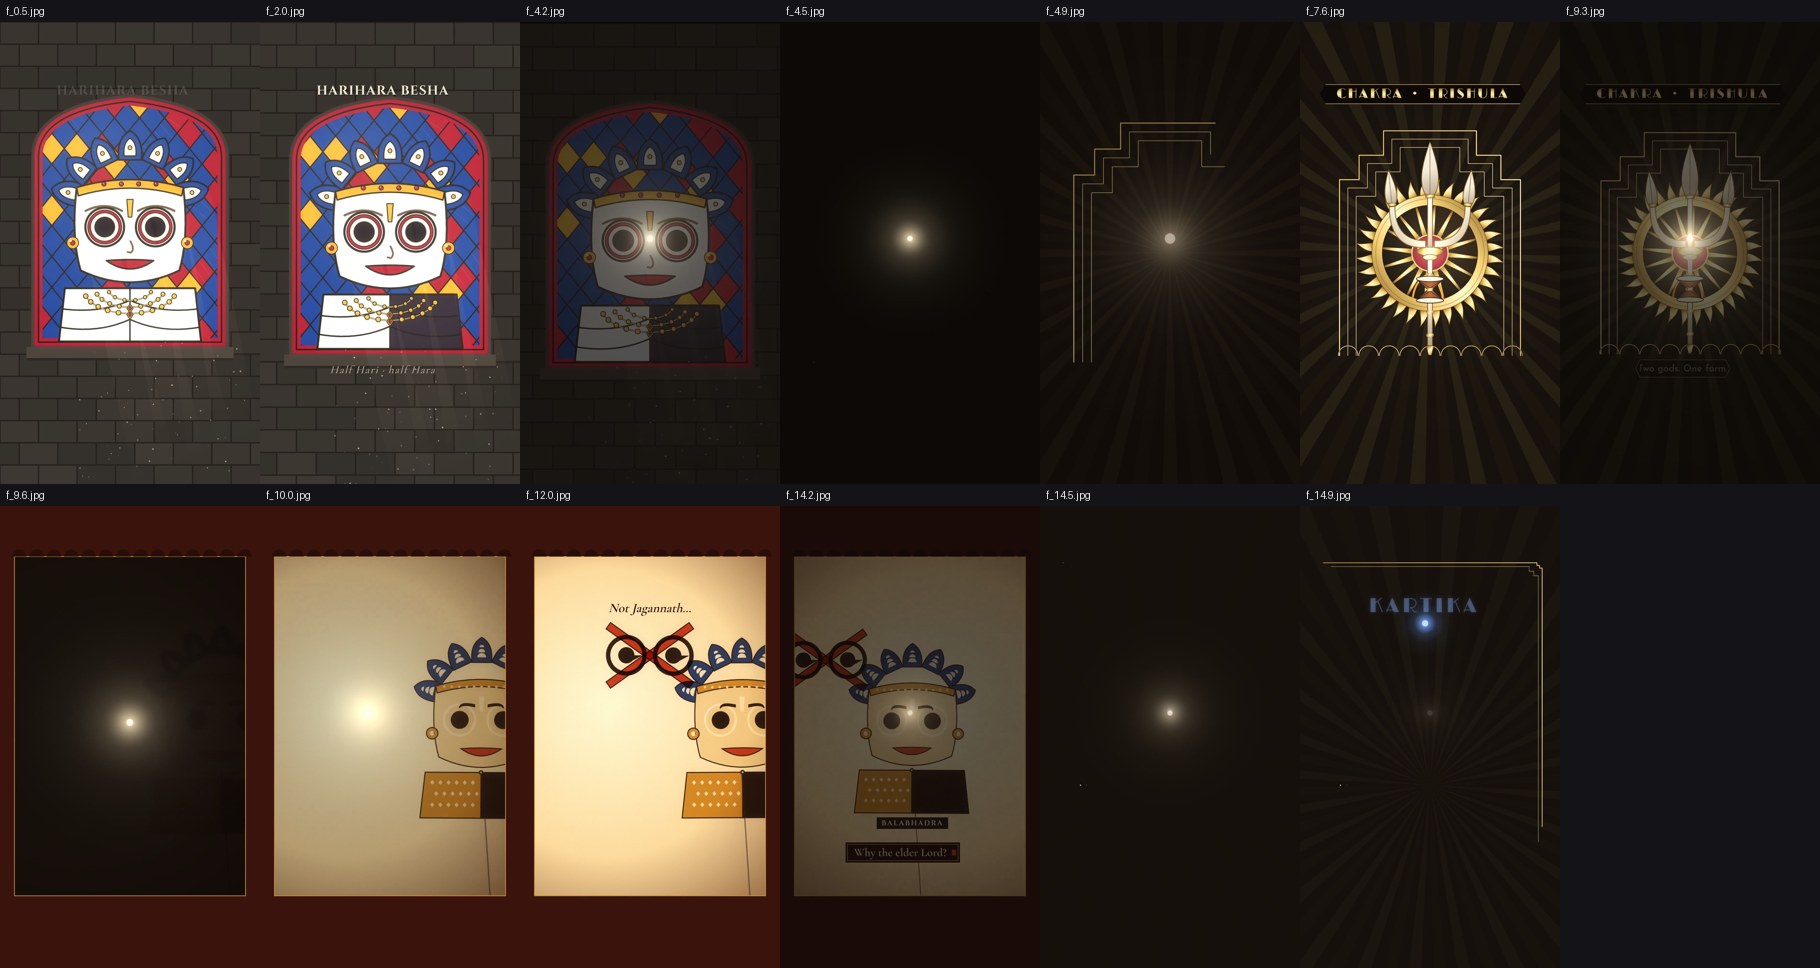 f_0.5.jpg
f_2.0.jpg
f_4.2.jpg
f_4.5.jpg
f_4.9.jpg
f_7.6.jpg
f_9.3.jpg
HARIHARA BESHA
HARIHARA BESHA
Half Hari · half Hara
CHAKRA • TRISHULA
CHAKRA • TRISHULA
Two gods. One form
f_9.6.jpg
f_10.0.jpg
f_12.0.jpg
f_14.2.jpg
f_14.5.jpg
f_14.9.jpg
Not Jagannath...
BALABHADRA
Why the elder Lord?
KARTIKA